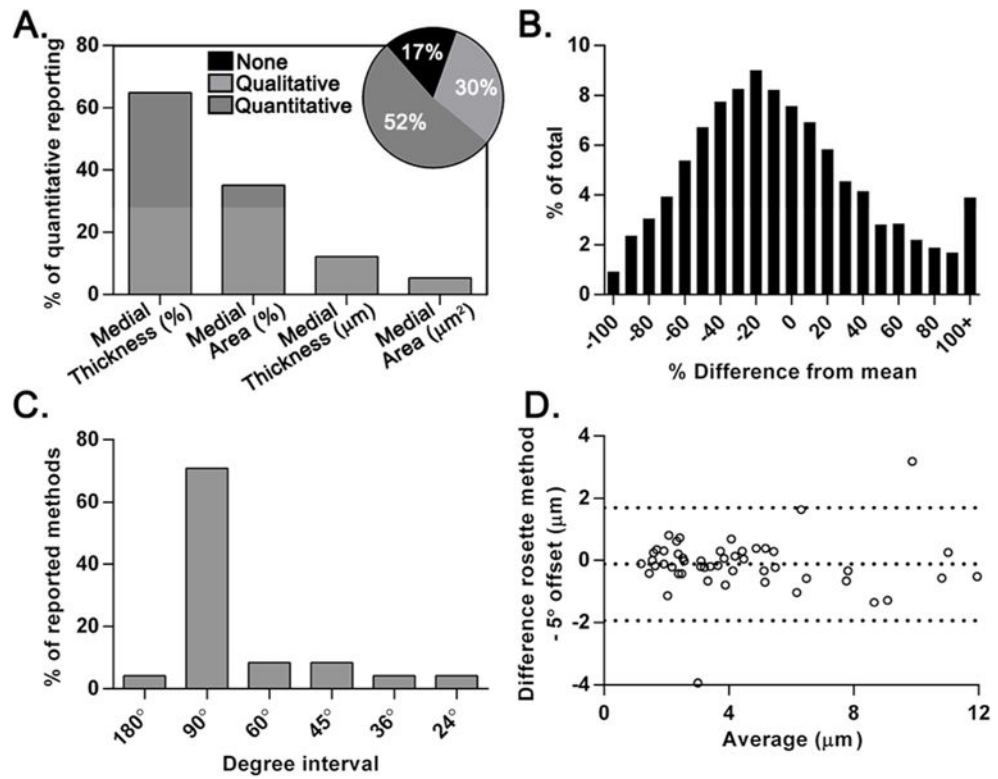 A.
% of quantitative reporting
80
60
40
20
0
None
Qualitative
Quantitative
17%
30%
52%
Medial
Thickness (%)
Medial
Area (%)
Medial
Thickness (μm)
Medial
Area (μm²)
B.
% of total
10
8
6
4
2
0
-100
-80
-60
-40
-20
0
20
40
60
80
100+
% Difference from mean
C.
% of reported methods
80
60
40
20
0
180°
90°
60°
45°
36°
24°
Degree interval
D.
Difference rosette method
- 5° offset (μm)
4
2
0
-2
-4
0
4
8
12
Average (μm)